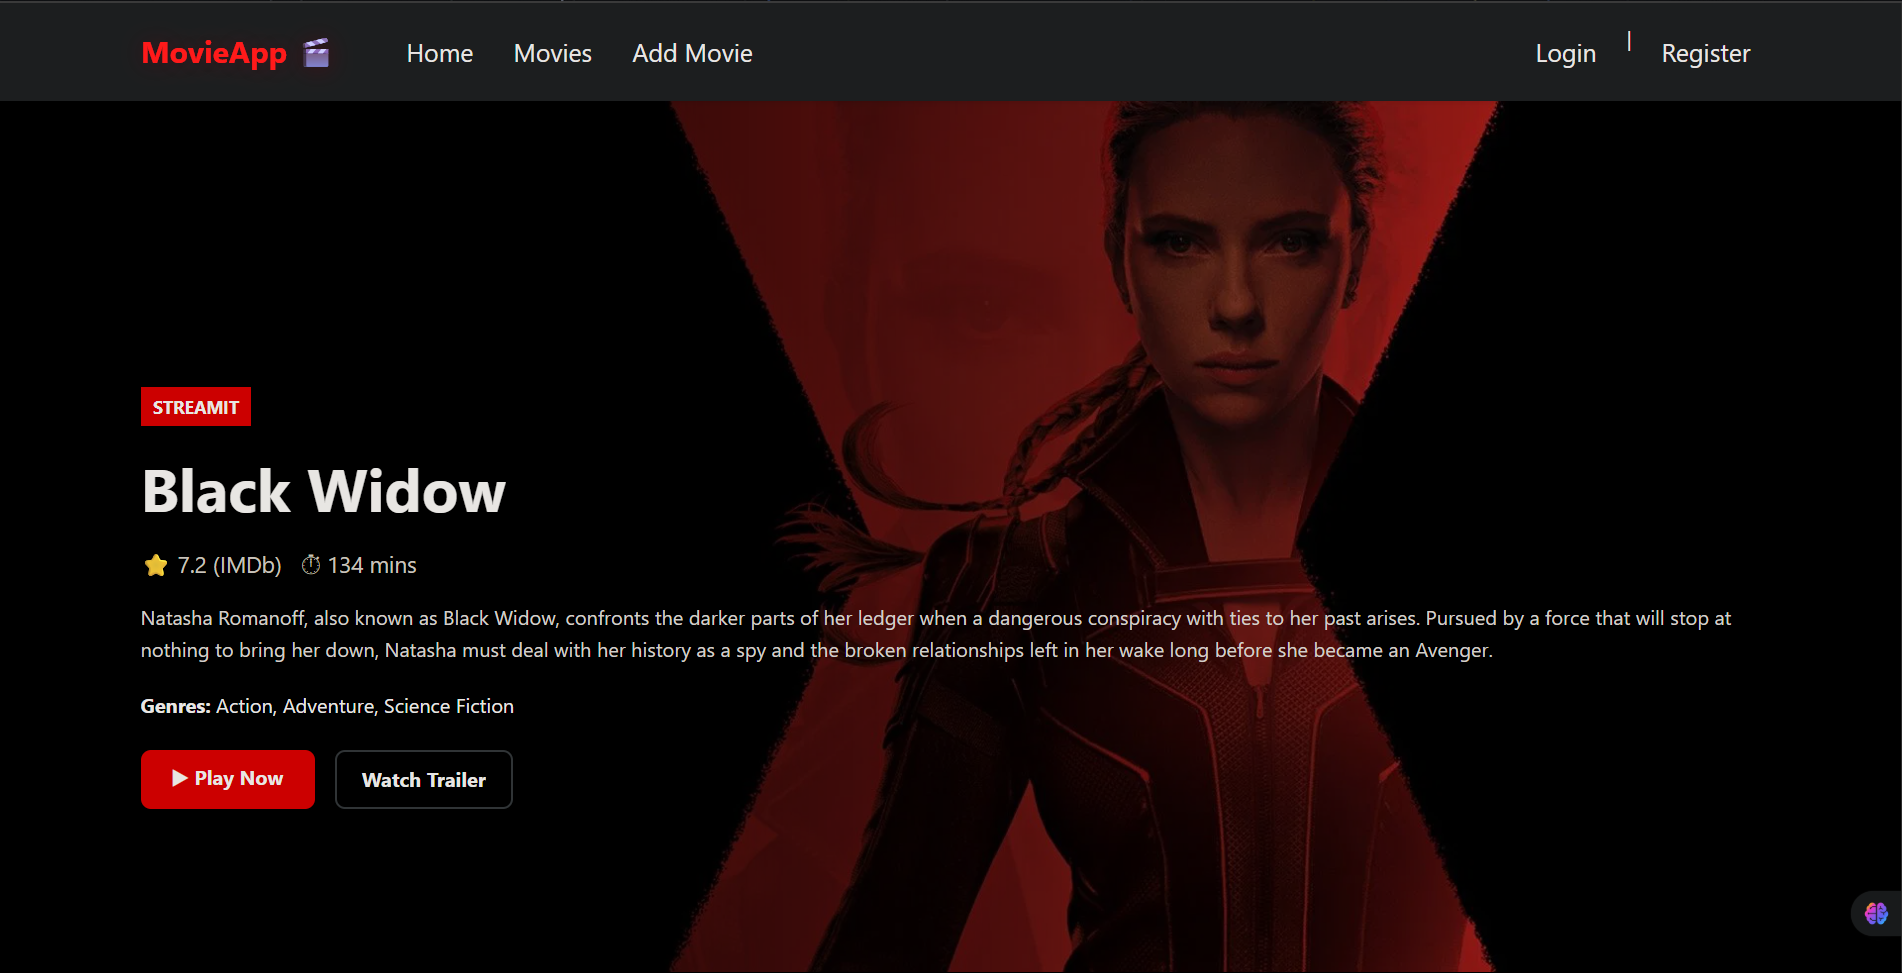 MovieApp 🎬 Home Movies Add Movie Login | Register
STREAMIT
Black Widow
⭐ 7.2 (IMDb) ⏱ 134 mins
Natasha Romanoff, also known as Black Widow, confronts the darker parts of her ledger when a dangerous conspiracy with ties to her past arises. Pursued by a force that will stop at
nothing to bring her down, Natasha must deal with her history as a spy and the broken relationships left in her wake long before she became an Avenger.
Genres: Action, Adventure, Science Fiction
▶ Play Now Watch Trailer